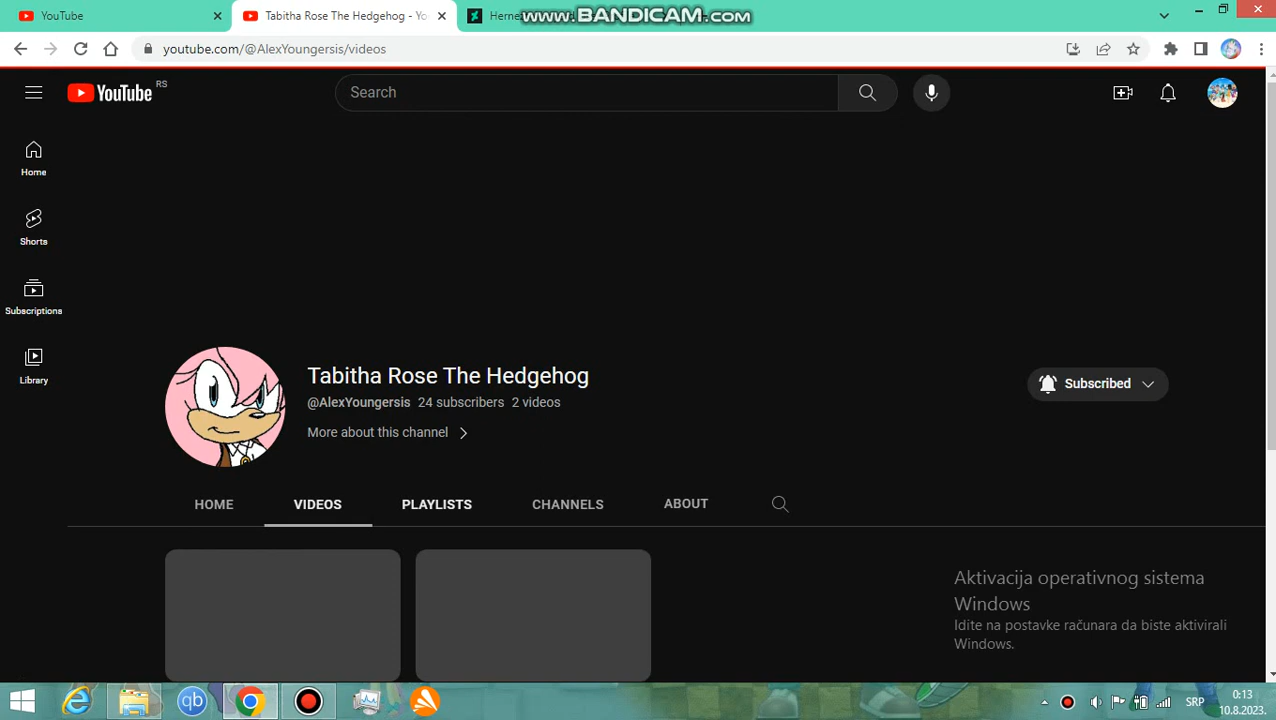 YouTube
Tabitha Rose The Hedgehog - Yo
Herne
www.BANDICAM.com
youtube.com/@AlexYoungersis/videos
YouTube RS
Search
Home
Shorts
Subscriptions
Library
Tabitha Rose The Hedgehog
@AlexYoungersis 24 subscribers 2 videos
More about this channel
Subscribed
HOME VIDEOS PLAYLISTS CHANNELS ABOUT
Aktivacija operativnog sistema
Windows
Idite na postavke računara da biste aktivirali
Windows.
qb
SRP
0:13
10.8.2023.